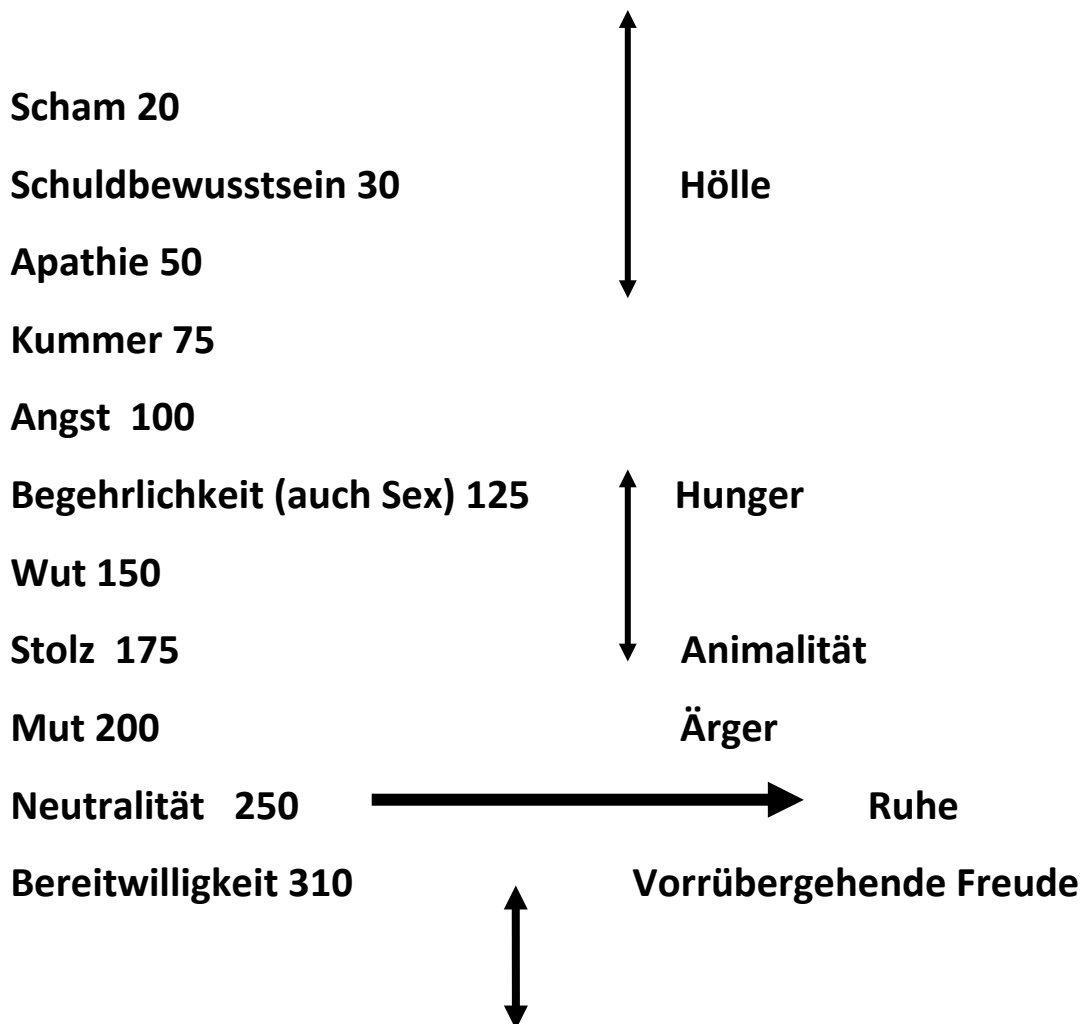 Scham 20
Schuldbewusstsein 30 Hölle
Apathie 50
Kummer 75
Angst 100
Begehrlichkeit (auch Sex) 125 Hunger
Wut 150
Stolz 175 Animalität
Mut 200 Ärger
Neutralität 250 Ruhe
Bereitwilligkeit 310 Vorrübergehende Freude